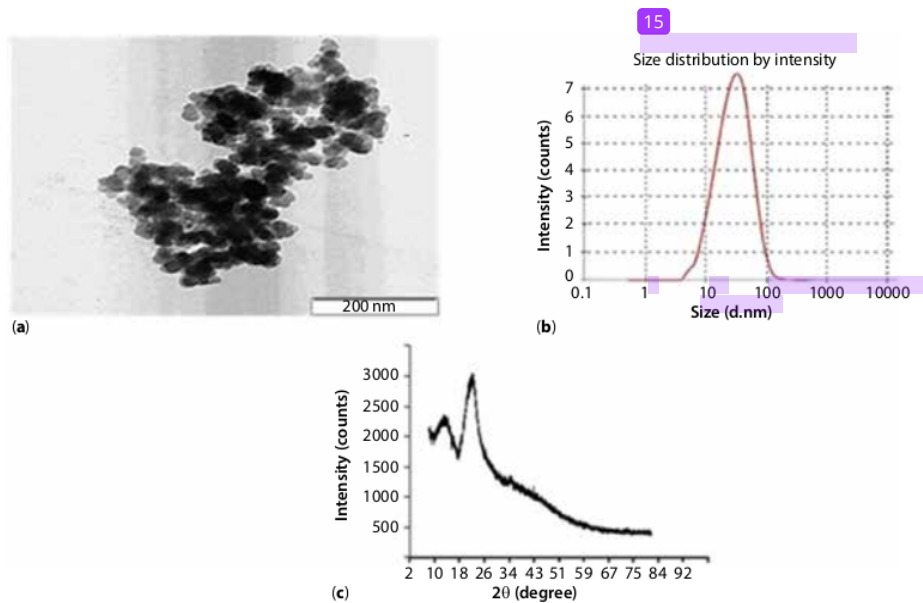 15
Size distribution by intensity
7
6
5
4
3
2
1
0
Intensity (counts)
0.1 1 10 100 1000 10000
Size (d.nm)
200 nm
(a)
(b)
3000
2500
2000
1500
1000
500
Intensity (counts)
2 10 18 26 34 43 51 59 67 75 84 92
2θ (degree)
(c)